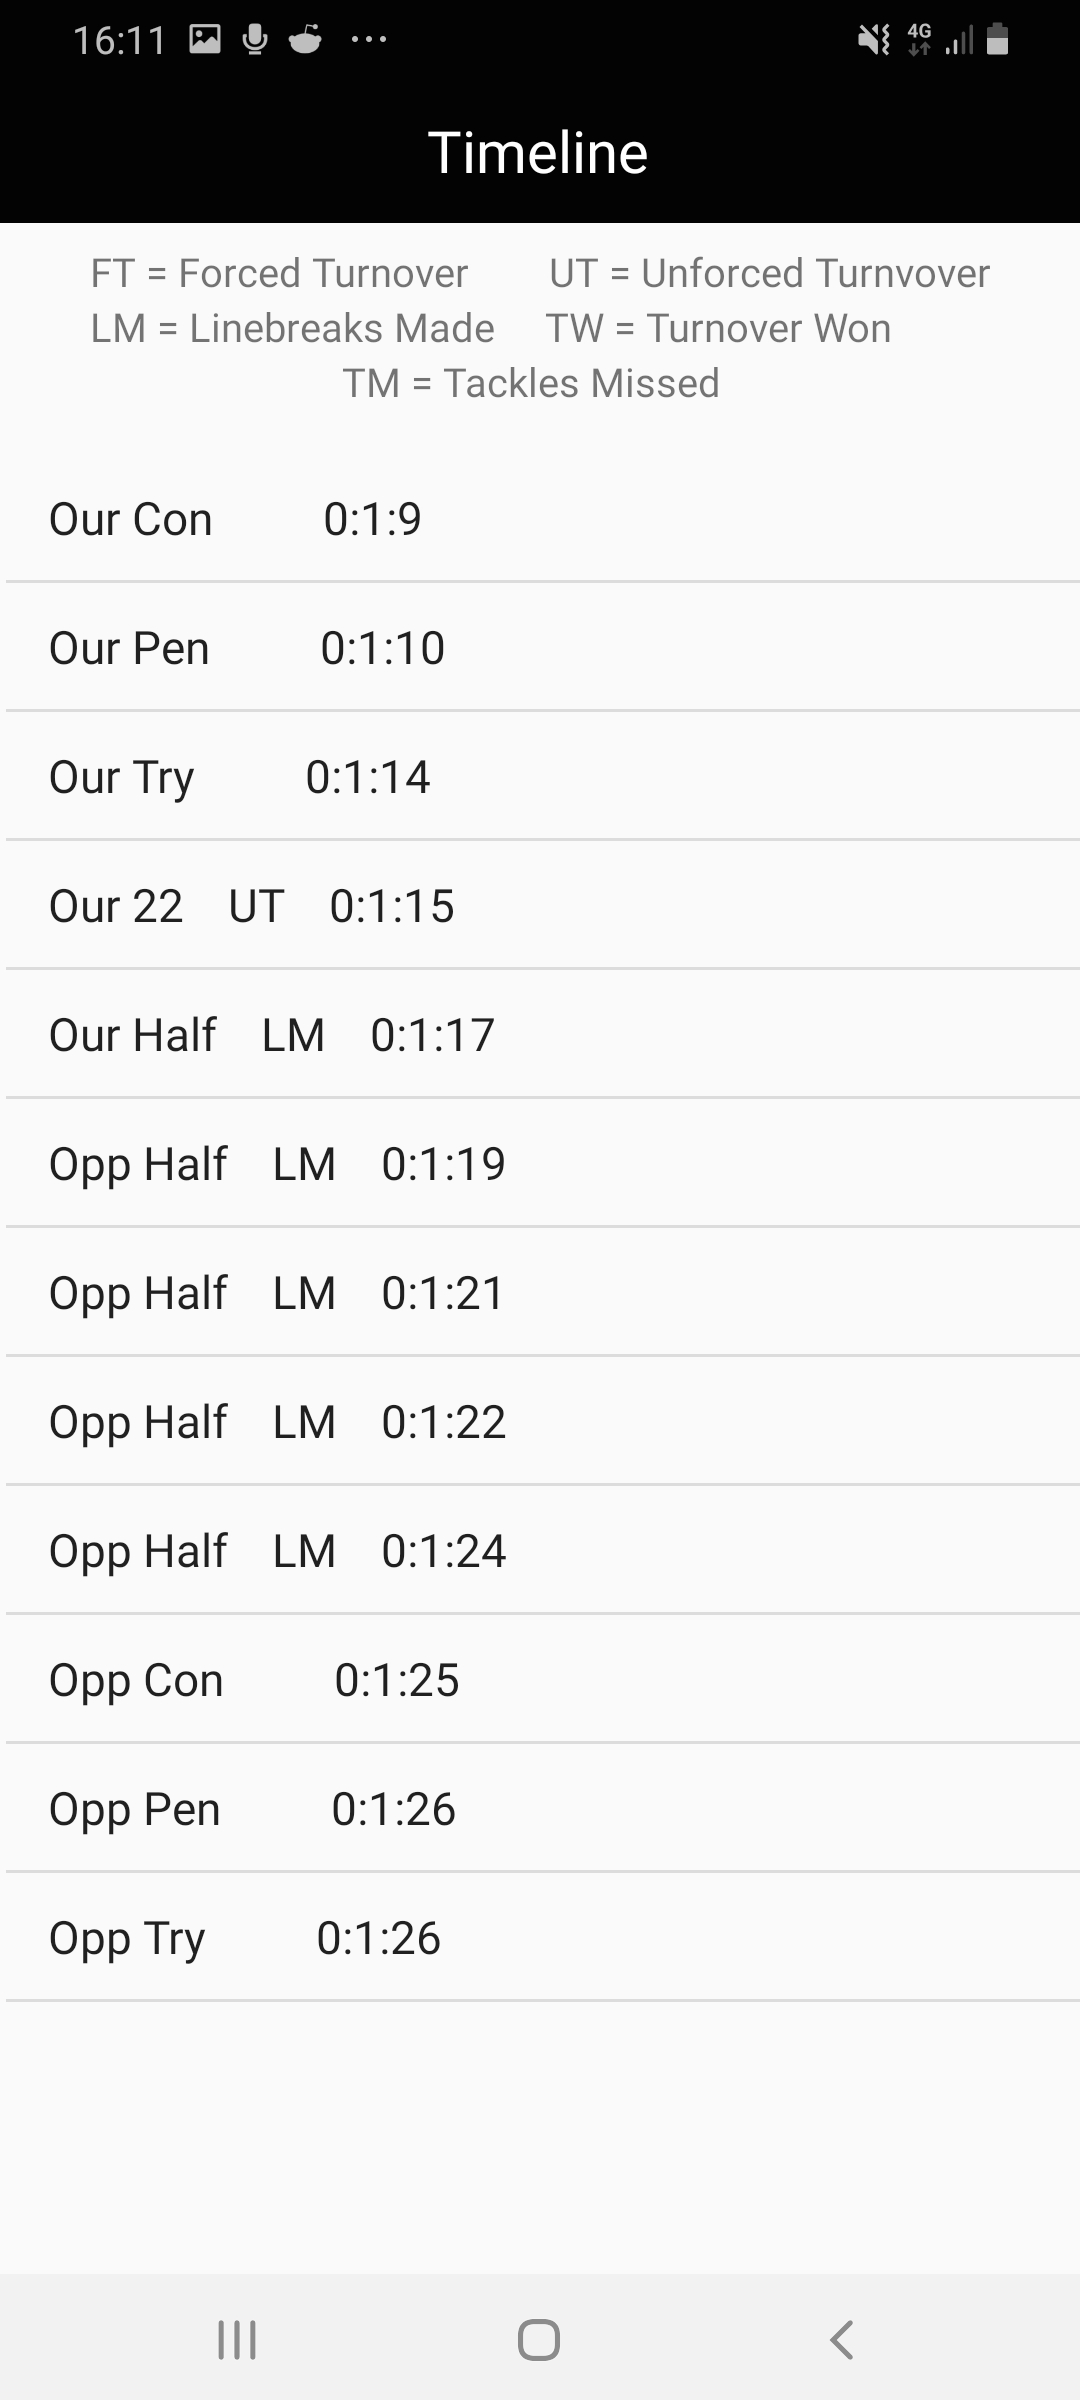 16:11 4G
Timeline
FT = Forced Turnover UT = Unforced Turnvover
LM = Linebreaks Made TW = Turnover Won
TM = Tackles Missed
Our Con 0:1:9
Our Pen 0:1:10
Our Try 0:1:14
Our 22 UT 0:1:15
Our Half LM 0:1:17
Opp Half LM 0:1:19
Opp Half LM 0:1:21
Opp Half LM 0:1:22
Opp Half LM 0:1:24
Opp Con 0:1:25
Opp Pen 0:1:26
Opp Try 0:1:26